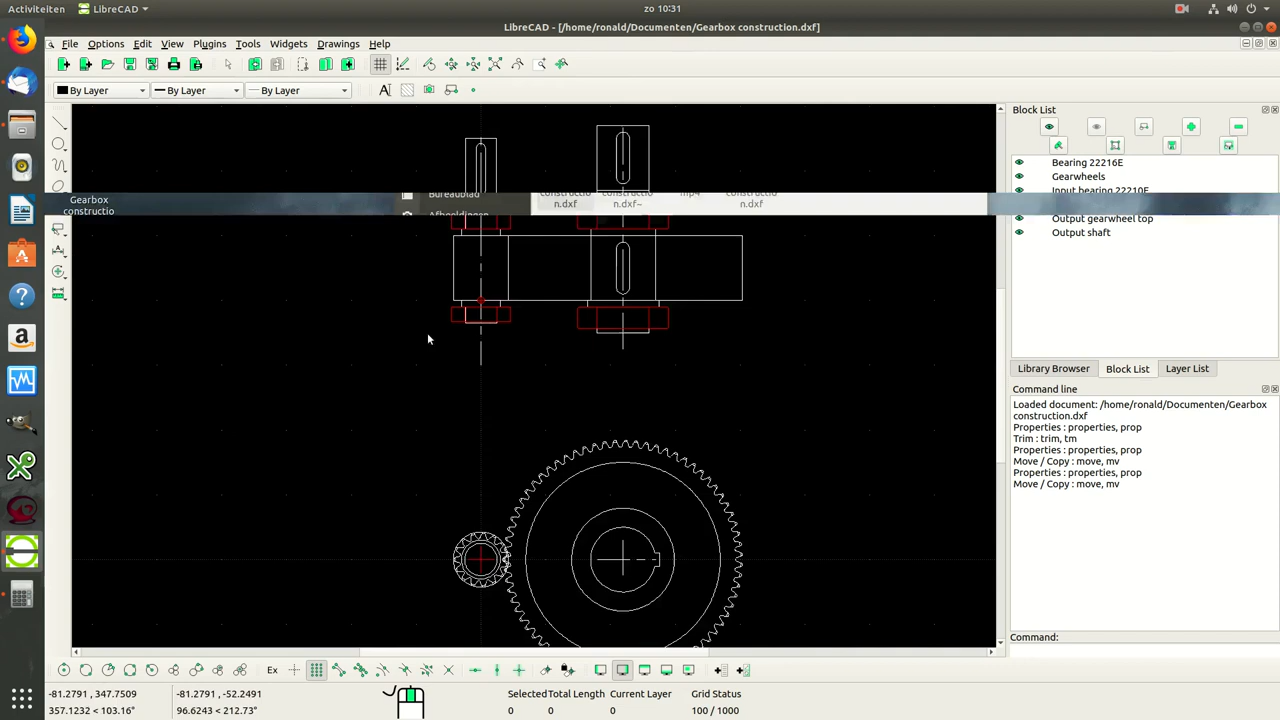 Activiteiten LibreCAD zo 10:31
LibreCAD - [/home/ronald/Documenten/Gearbox construction.dxf]
File Options Edit View Plugins Tools Widgets Drawings Help
By Layer By Layer By Layer
Block List
Bearing 22216E
Gearwheels
Input bearing 22210E
Output gearwheel top
Output shaft
Gearbox
constructio
Bureaublad
Afbeeldingen
construction.dxf
construction.dxf~
mp4
construction.dxf
Library Browser Block List Layer List
Command line
Loaded document: /home/ronald/Documenten/Gearbox
construction.dxf
Properties : properties, prop
Trim : trim, tm
Properties : properties, prop
Move / Copy : move, mv
Properties : properties, prop
Move / Copy : move, mv
Command:
Ex
-81.2791 , 347.7509
357.1232 < 103.16°
-81.2791 , -52.2491
96.6243 < 212.73°
Selected Total Length Current Layer Grid Status
0 0 0 100 / 1000